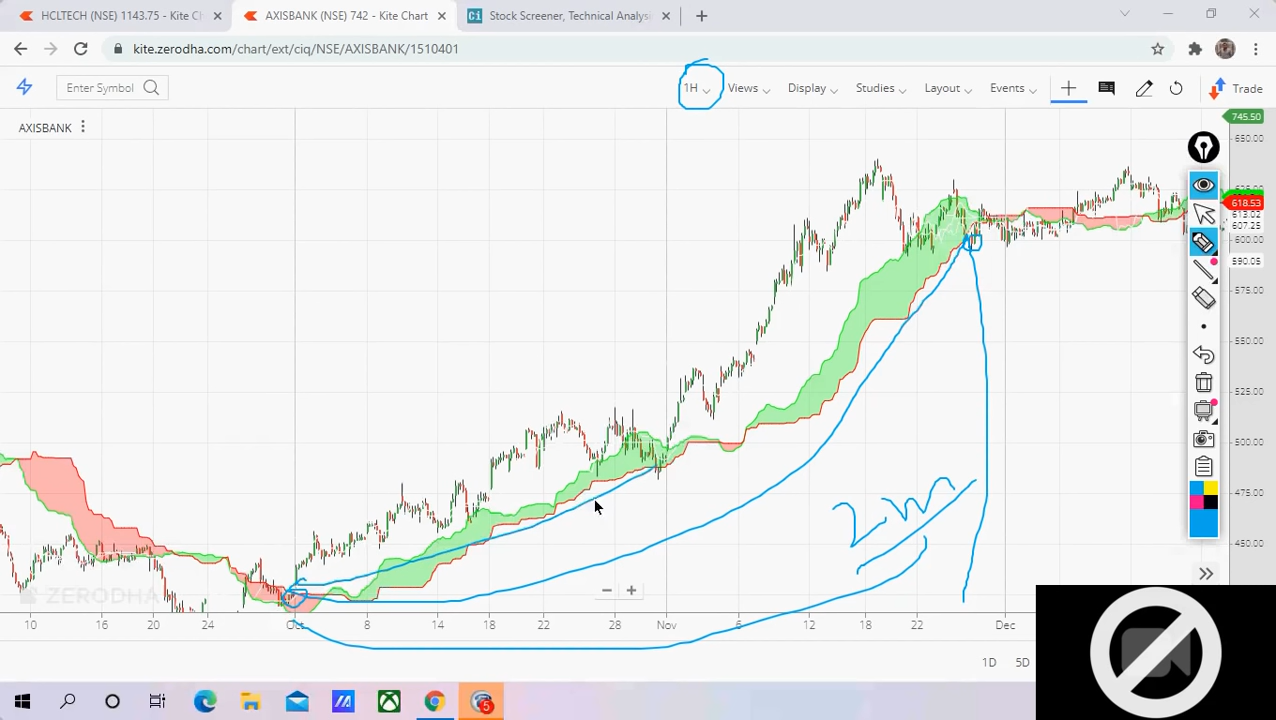 HCLTECH (NSE) 1143.75 - Kite Ch
AXISBANK (NSE) 742 - Kite Chart
Stock Screener, Technical Analysi
kite.zerodha.com/chart/ext/ciq/NSE/AXISBANK/1510401
Enter Symbol
1H
Views
Display
Studies
Layout
Events
Trade
AXISBANK
745.50
650.00
618.53
607.25
600.00
590.05
575.00
550.00
525.00
500.00
475.00
450.00
ZERODHA
10
16
20
24
Oct
8
14
18
22
28
Nov
6
12
18
22
Dec
1D
5D
5